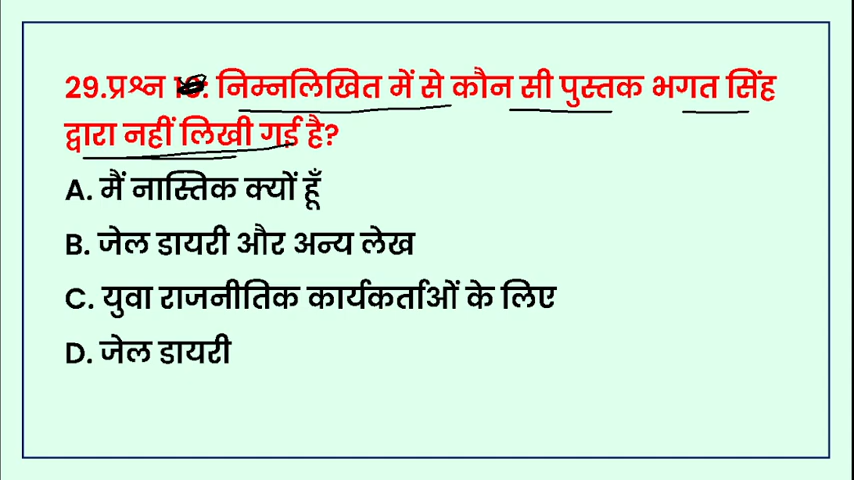 29.प्रश्न निम्नलिखित में से कौन सी पुस्तक भगत सिंह
द्वारा नहीं लिखी गई है?
A. मैं नास्तिक क्यों हूँ
B. जेल डायरी और अन्य लेख
C. युवा राजनीतिक कार्यकर्ताओं के लिए
D. जेल डायरी